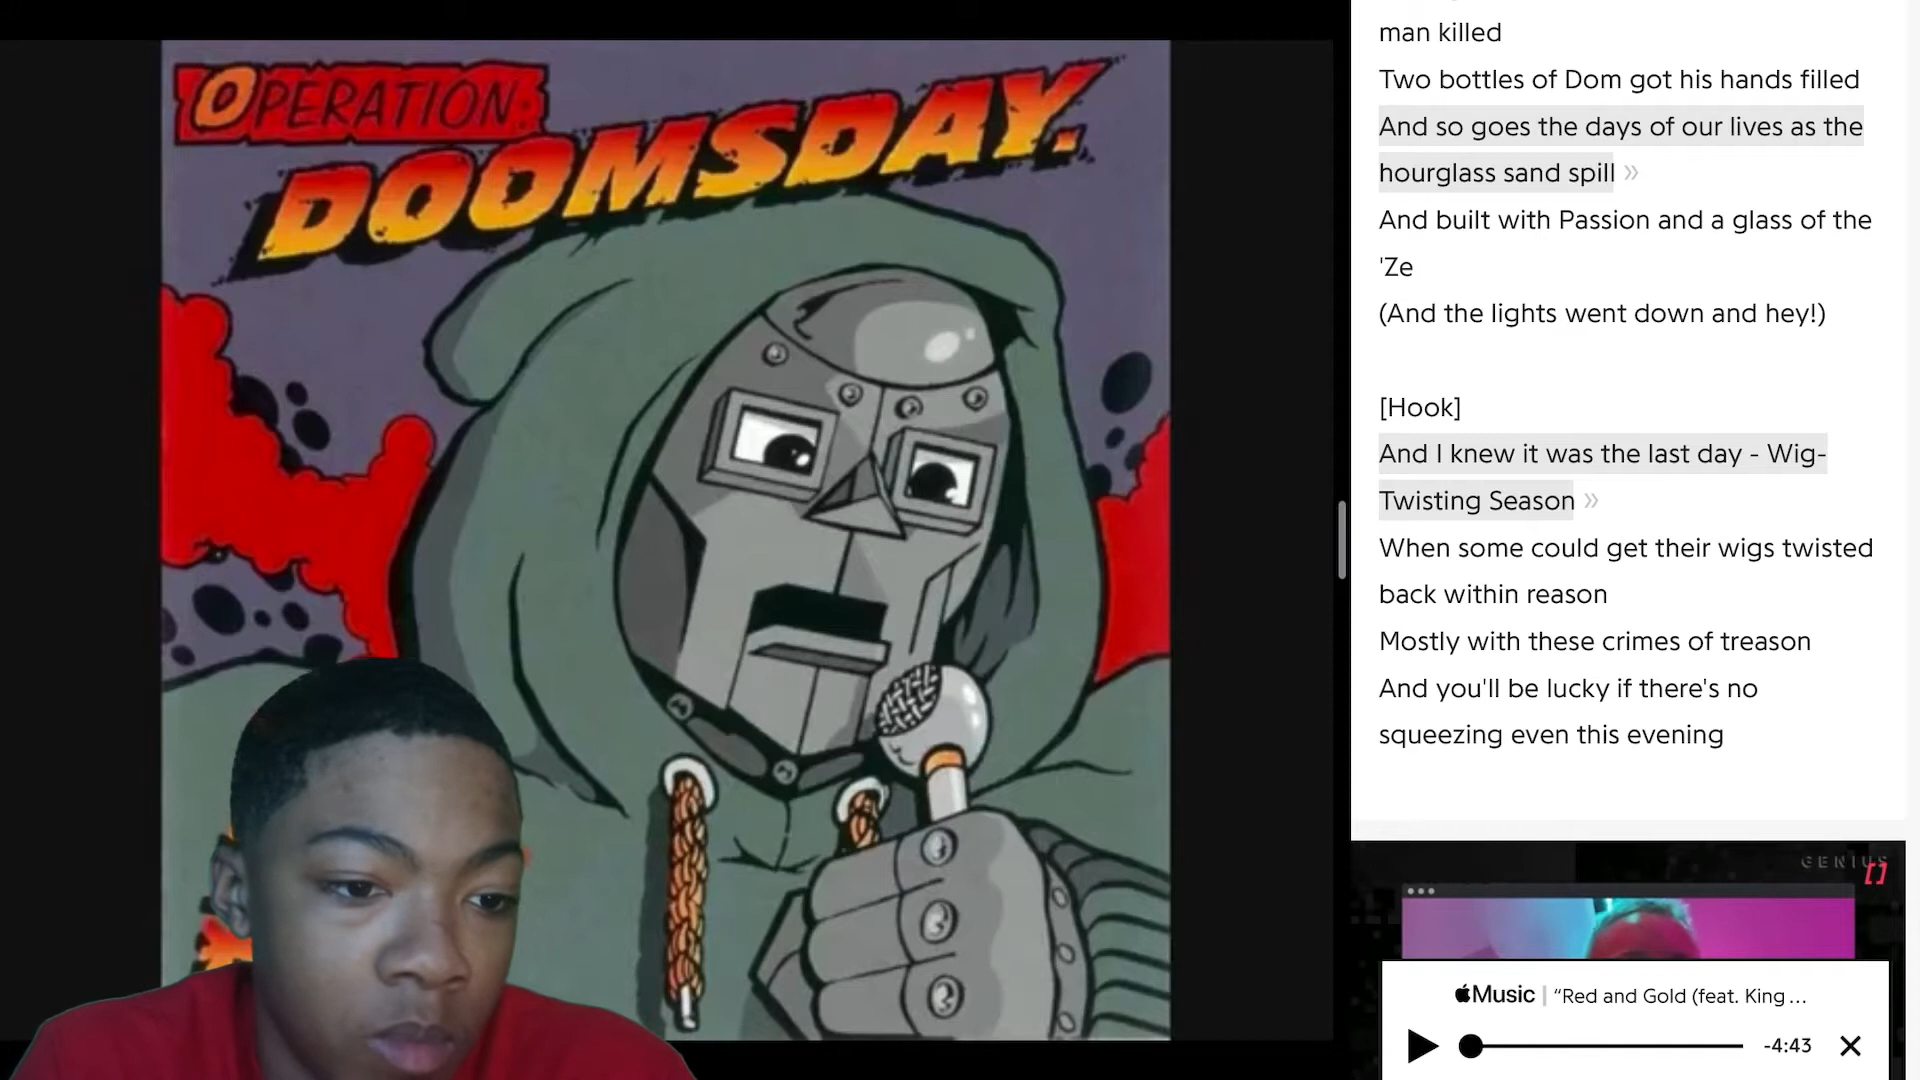 OPERATION
DOOMSDAY.
man killed
Two bottles of Dom got his hands filled
And so goes the days of our lives as the
hourglass sand spill »
And built with Passion and a glass of the
'Ze
(And the lights went down and hey!)
[Hook]
And I knew it was the last day - Wig-
Twisting Season »
When some could get their wigs twisted
back within reason
Mostly with these crimes of treason
And you'll be lucky if there's no
squeezing even this evening
GENIUS
Music | “Red and Gold (feat. King ...
-4:43